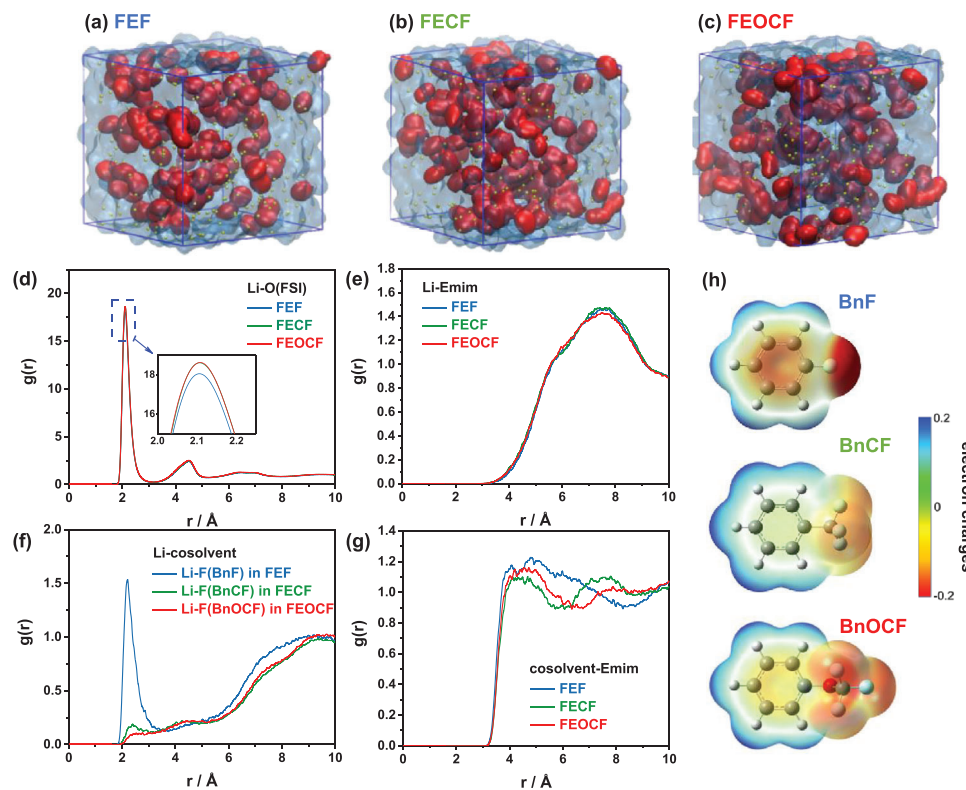 (a) FEF
(b) FECF
(c) FEOCF
(d)
Li-O(FSI)
FEF
FECF
FEOCF
g(r)
20
15
10
5
0
18
16
2.0 2.1 2.2
0 2 4 6 8 10
r / Å
(e)
Li-Emim
FEF
FECF
FEOCF
g(r)
1.8
1.6
1.4
1.2
1.0
0.8
0.6
0.4
0.2
0.0
0 2 4 6 8 10
r / Å
(f)
Li-cosolvent
Li-F(BnF) in FEF
Li-F(BnCF) in FECF
Li-F(BnOCF) in FEOCF
g(r)
2.0
1.5
1.0
0.5
0.0
0 2 4 6 8 10
r / Å
(g)
cosolvent-Emim
FEF
FECF
FEOCF
g(r)
1.4
1.2
1.0
0.8
0.6
0.4
0.2
0.0
0 2 4 6 8 10
r / Å
(h)
BnF
BnCF
BnOCF
0.2
0
-0.2
electron charges